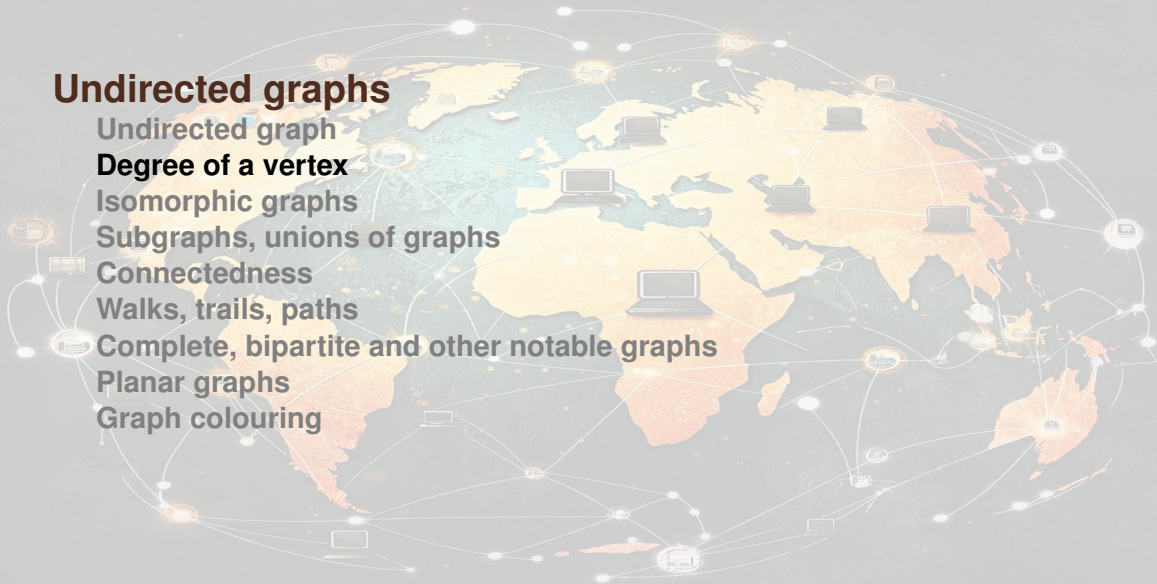 Undirected graphs
Undirected graph
Degree of a vertex
Isomorphic graphs
Subgraphs, unions of graphs
Connectedness
Walks, trails, paths
Complete, bipartite and other notable graphs
Planar graphs
Graph colouring